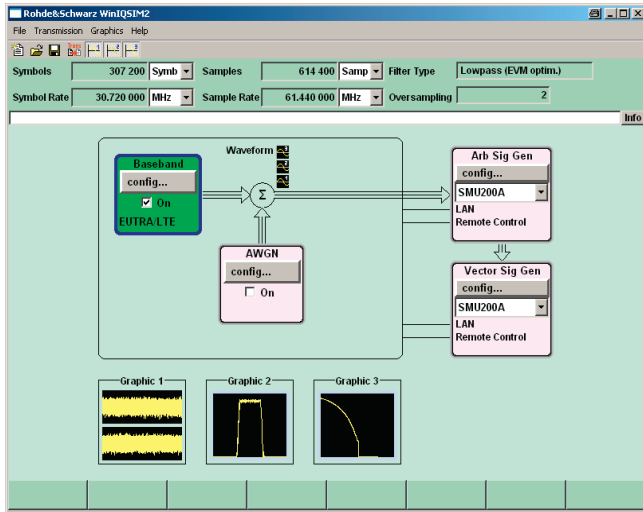 Rohde&Schwarz WinIQSIM2
File Transmission Graphics Help
Symbols 307 200 Symb Samples 614 400 Samp Filter Type Lowpass (EVM optim.)
Symbol Rate 30.720 000 MHz Sample Rate 61.440 000 MHz Oversampling 2
Info
Waveform
Baseband
config...
On
EUTRA/LTE
Σ
AWGN
config...
On
Arb Sig Gen
config...
SMU200A
LAN
Remote Control
Vector Sig Gen
config...
SMU200A
LAN
Remote Control
Graphic 1
Graphic 2
Graphic 3